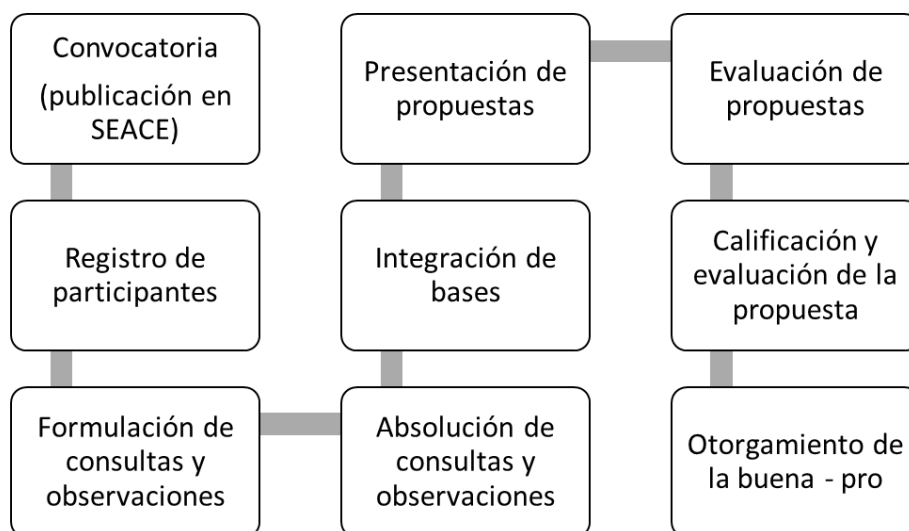 Convocatoria
(publicación en
SEACE)
Registro de
participantes
Formulación de
consultas y
observaciones
Absolución de
consultas y
observaciones
Integración de
bases
Presentación de
propuestas
Evaluación de
propuestas
Calificación y
evaluación de la
propuesta
Otorgamiento de
la buena - pro